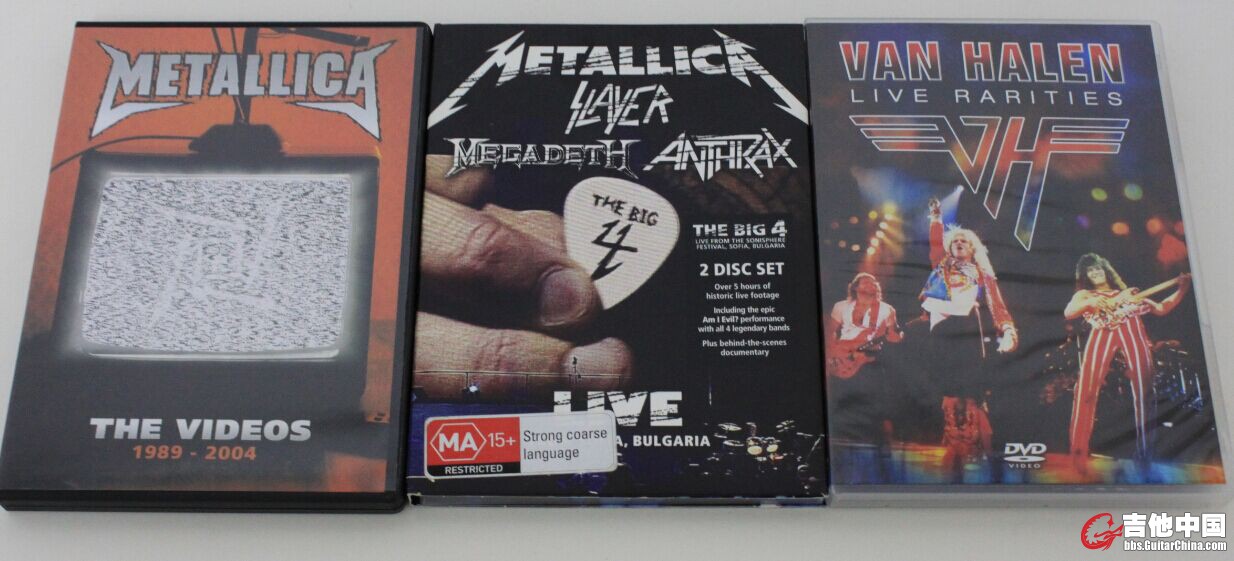 METALLICA
THE VIDEOS
1989 - 2004
METALLICA
SLAYER
MEGADETH ANTHRAX
THE BIG
4
THE BIG 4
LIVE FROM THE SONISPHERE
FESTIVAL, SOFIA, BULGARIA
2 DISC SET
Over 5 hours of
historic live footage
Including the epic
Am I Evil? performance
with all 4 legendary bands
Plus behind-the-scenes
documentary
LIVE
A, BULGARIA
MA 15+
RESTRICTED
Strong coarse
language
VAN HALEN
LIVE RARITIES
VH
DVD
VIDEO
吉他中国
bbs.GuitarChina.com